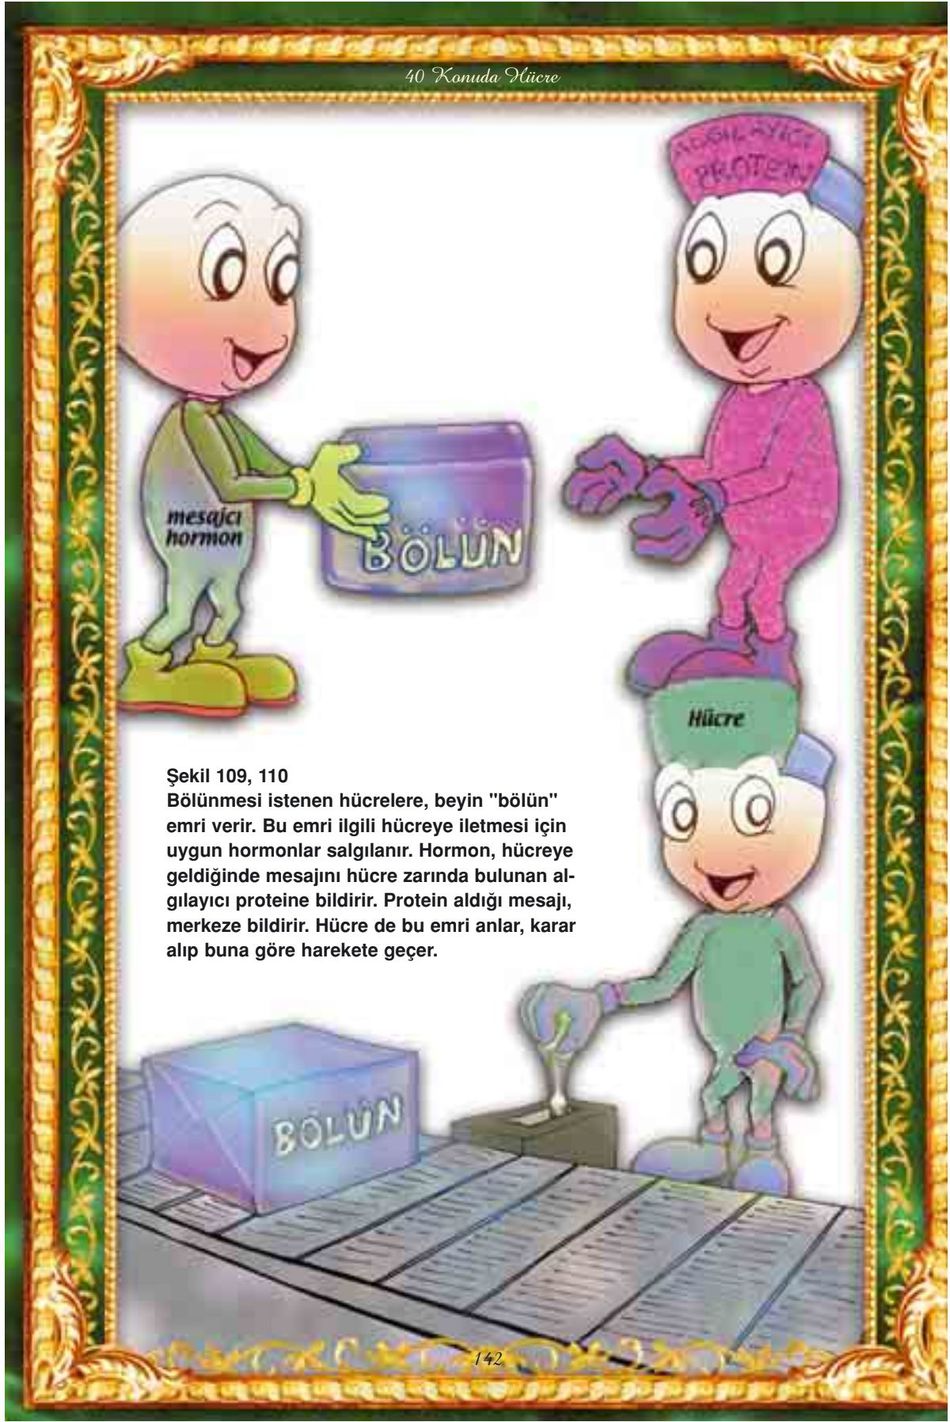 40 Konuda Hücre
ALGILAYICI
PROTEIN
mesajcı
hormon
BÖLÜN
Hücre
Şekil 109, 110
Bölünmesi istenen hücrelere, beyin "bölün"
emri verir. Bu emri ilgili hücreye iletmesi için
uygun hormonlar salgılanır. Hormon, hücreye
geldiğinde mesajını hücre zarında bulunan al-
gılayıcı proteine bildirir. Protein aldığı mesajı,
merkeze bildirir. Hücre de bu emri anlar, karar
alıp buna göre harekete geçer.
BÖLÜN
142